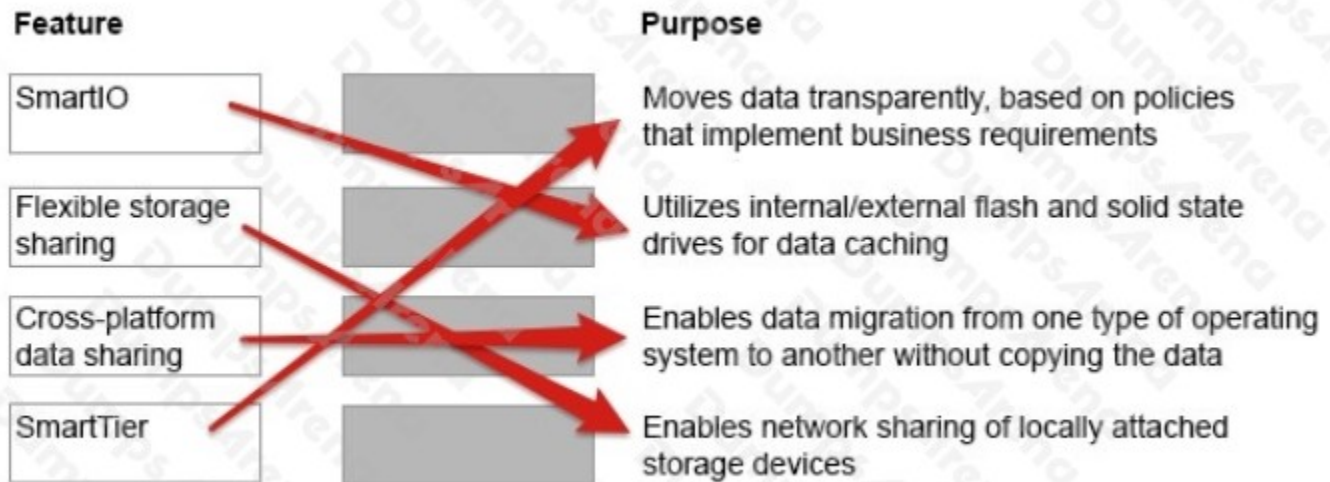 Feature
Purpose
SmartIO
Moves data transparently, based on policies
that implement business requirements
Flexible storage
sharing
Utilizes internal/external flash and solid state
drives for data caching
Cross-platform
data sharing
Enables data migration from one type of operating
system to another without copying the data
SmartTier
Enables network sharing of locally attached
storage devices
DumpsArena